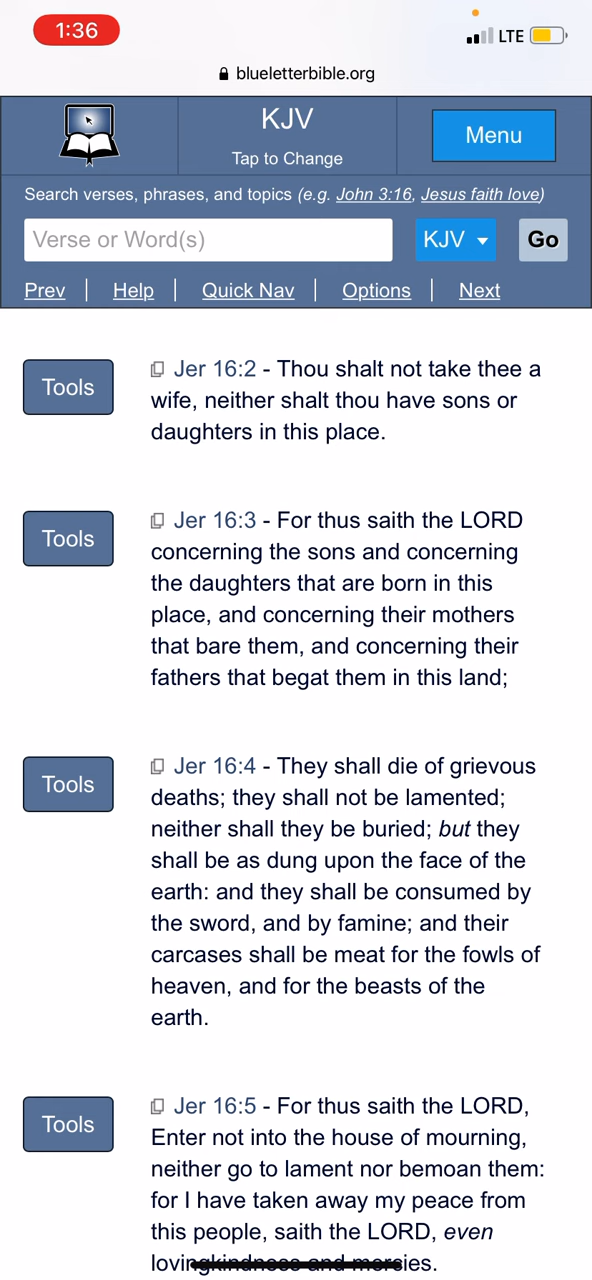 1:36
LTE
blueletterbible.org
KJV
Tap to Change
Menu
Search verses, phrases, and topics (e.g. John 3:16, Jesus faith love)
Verse or Word(s)
KJV
Go
Prev | Help | Quick Nav | Options | Next
Tools
Jer 16:2 - Thou shalt not take thee a
wife, neither shalt thou have sons or
daughters in this place.
Tools
Jer 16:3 - For thus saith the LORD
concerning the sons and concerning
the daughters that are born in this
place, and concerning their mothers
that bare them, and concerning their
fathers that begat them in this land;
Tools
Jer 16:4 - They shall die of grievous
deaths; they shall not be lamented;
neither shall they be buried; but they
shall be as dung upon the face of the
earth: and they shall be consumed by
the sword, and by famine; and their
carcases shall be meat for the fowls of
heaven, and for the beasts of the
earth.
Tools
Jer 16:5 - For thus saith the LORD,
Enter not into the house of mourning,
neither go to lament nor bemoan them:
for I have taken away my peace from
this people, saith the LORD, even
lovingkindness and mercies.